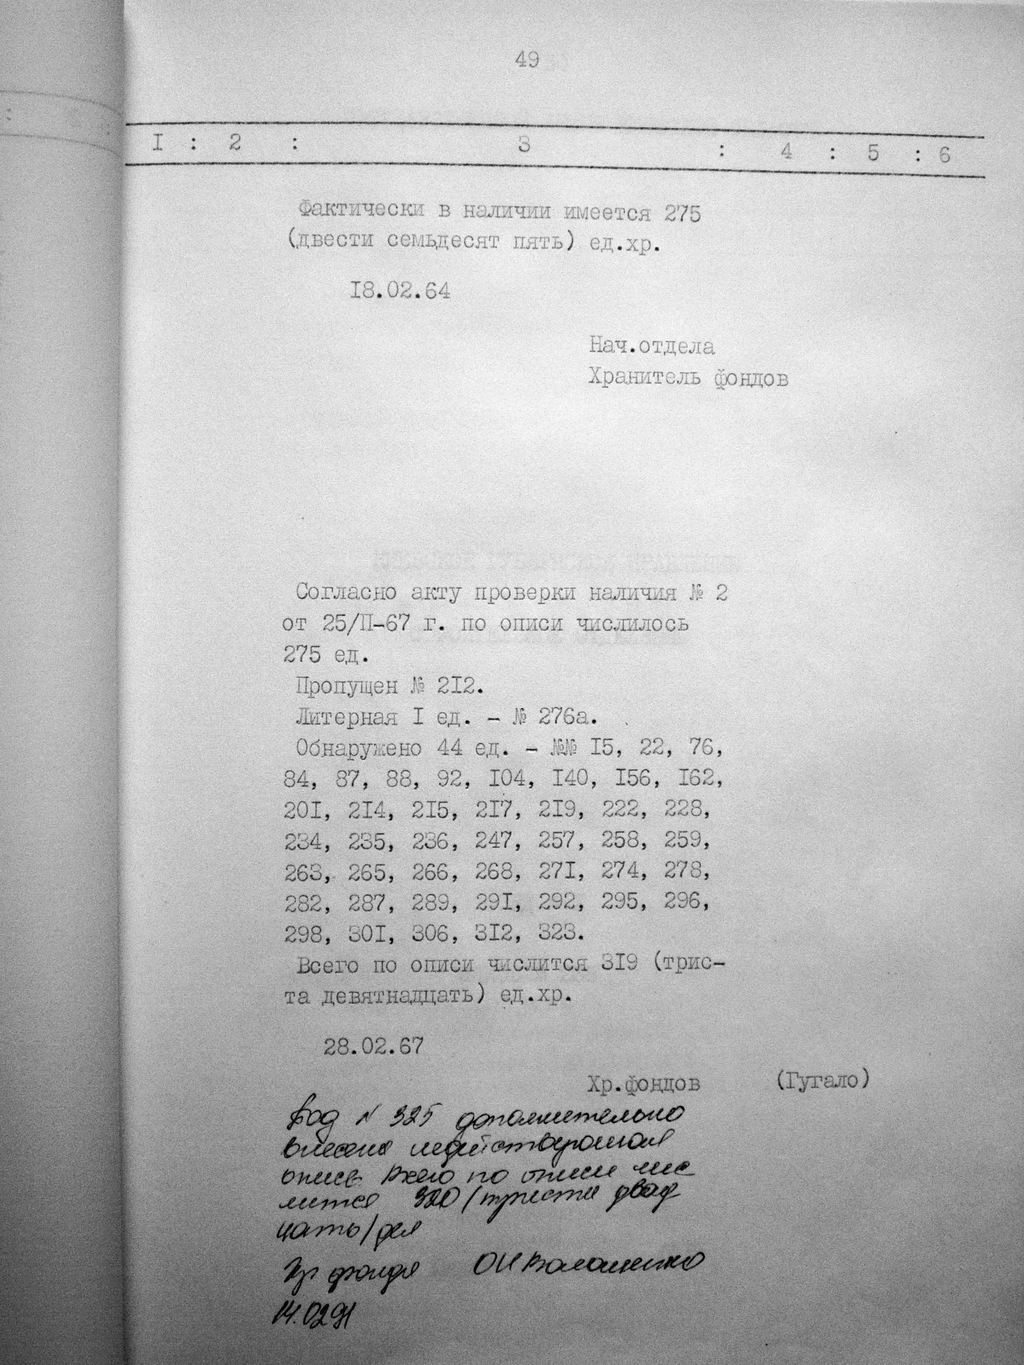 49
I : 2 : 3 : 4 : 5 : 6
Фактически в наличии имеется 275
(двести семьдесят пять) ед.хр.
I8.02.64
Нач.отдела
Хранитель фондов
Согласно акту проверки наличия № 2
от 25/П-67 г. по описи числилось
275 ед.
Пропущен № 2I2.
Литерная I ед. - № 276а.
Обнаружено 44 ед. - №№ I5, 22, 76,
84, 87, 88, 92, I04, I40, I56, I62,
20I, 2I4, 2I5, 2I7, 2I9, 222, 228,
234, 235, 236, 247, 257, 258, 259,
263, 265, 266, 268, 27I, 274, 278,
282, 287, 289, 29I, 292, 295, 296,
298, 30I, 306, 3I2, 323.
Всего по описи числится 3I9 (трис-
та девятнадцать) ед.хр.
28.02.67
Хр.фондов (Гугало)
Под N 325 дополнительно
внесена недействующая
опись Всего по описи чис
лится 320 /триста двад
цать/ дел
Хр фонда ОИ
14.02 91